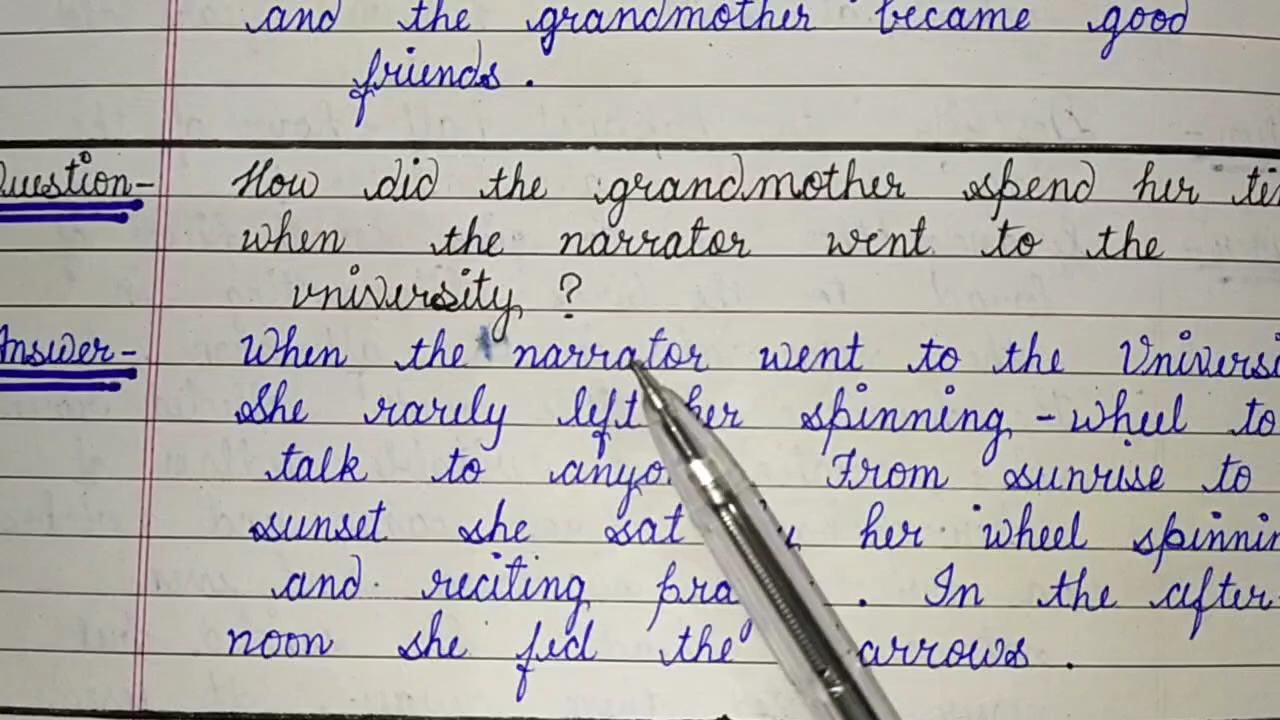 and the grandmother became good
friends.
Question- How did the grandmother spend her
when the narrator went to the
university ?
Answer- When the narrator went to the
She rarely left her spinning-wheel to
talk to From sunrise to
sunset she sat her wheel
and reciting . In the after-
noon she fed the